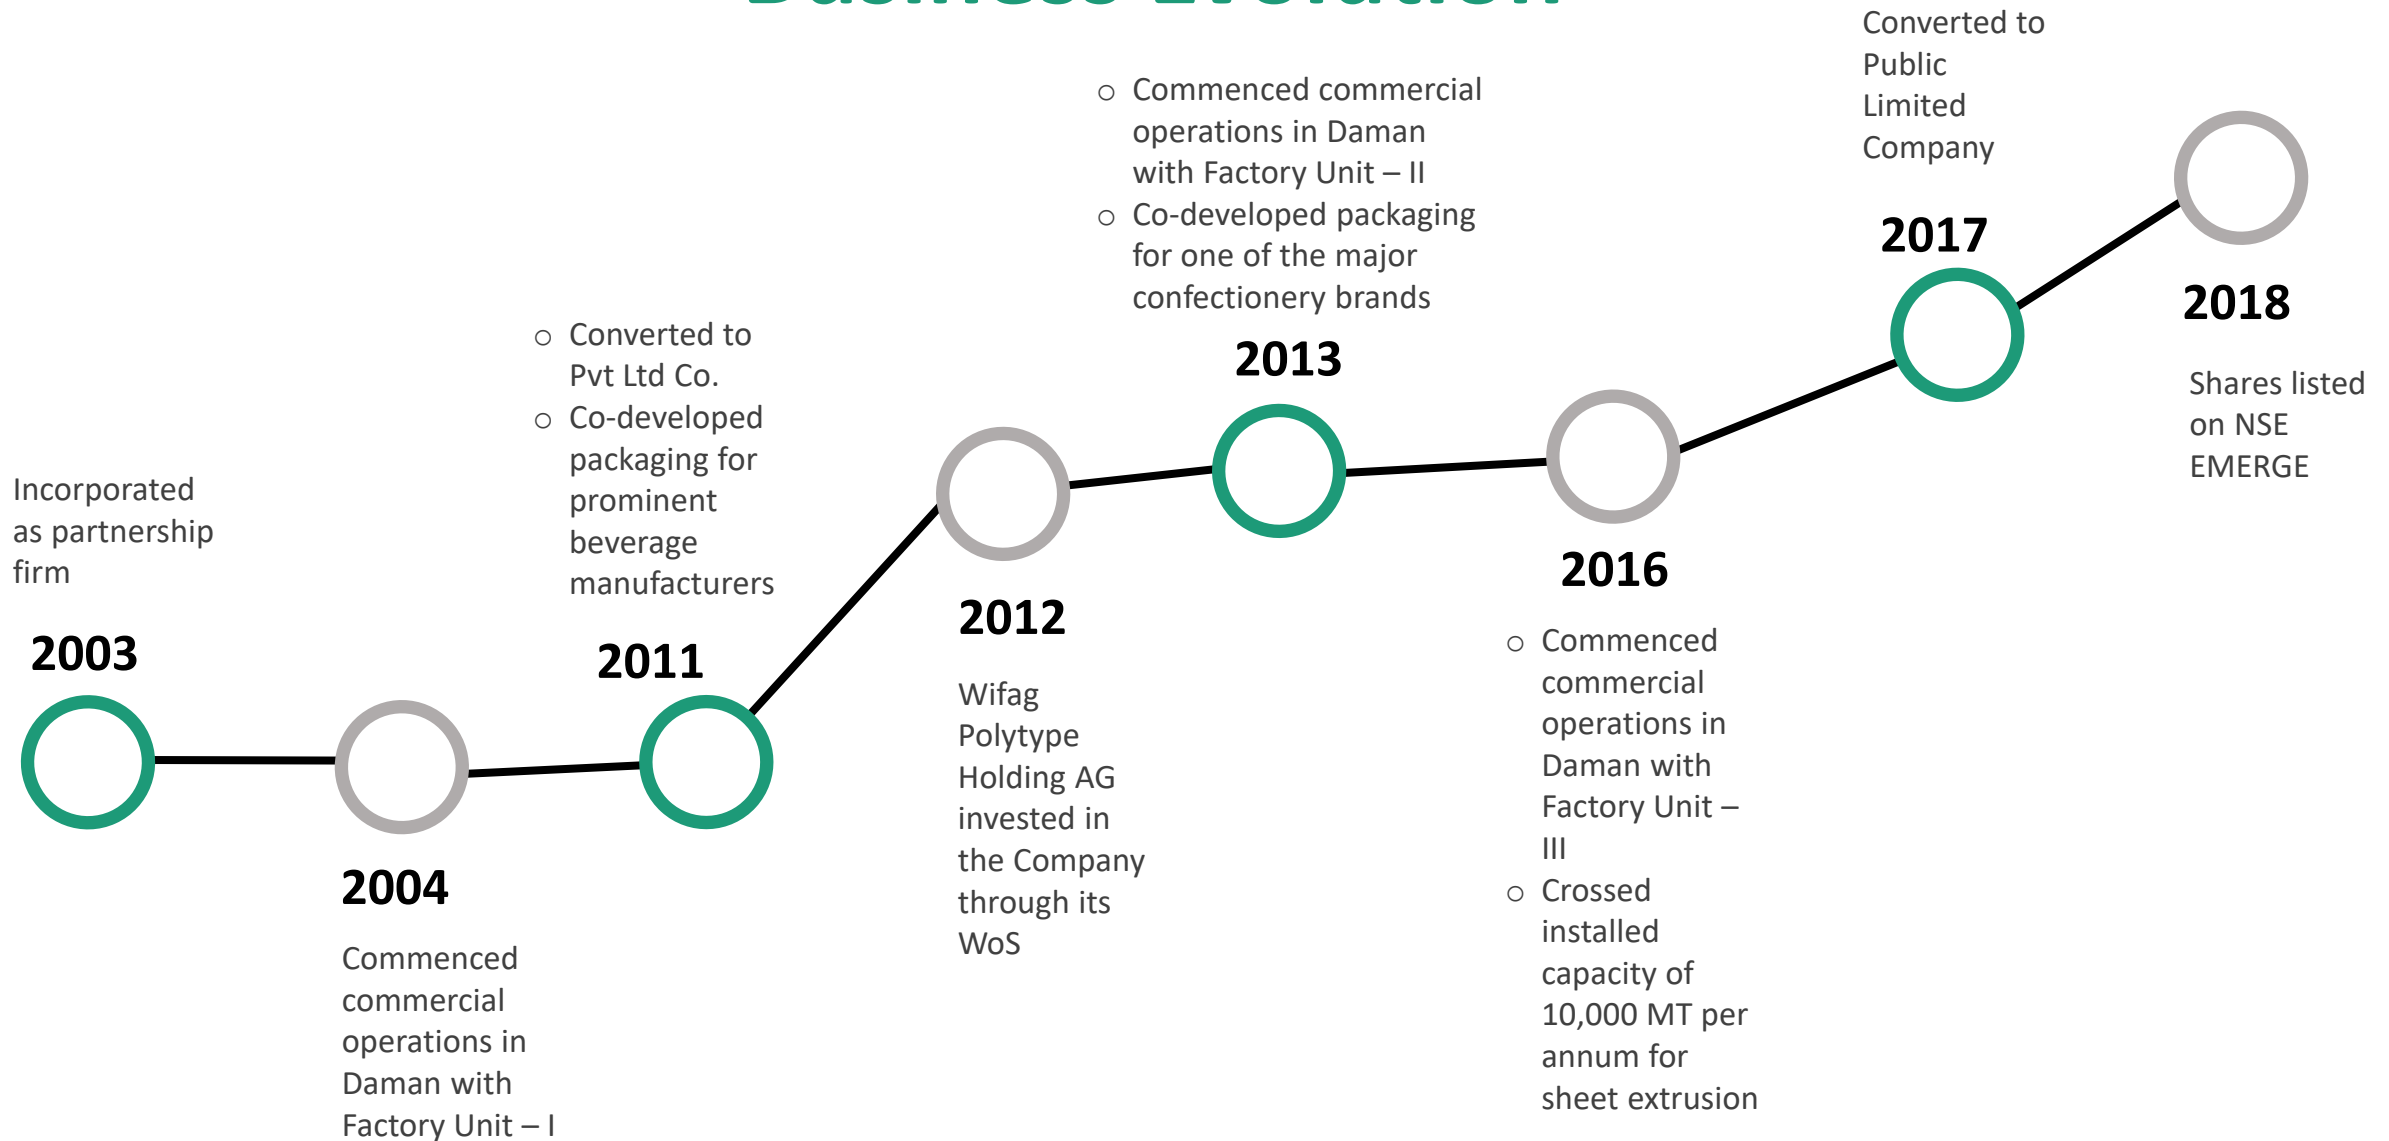 Business Evolution
Incorporated
as partnership
firm
2003
2004
Commenced
commercial
operations in
Daman with
Factory Unit – I
○ Converted to
Pvt Ltd Co.
○ Co-developed
packaging for
prominent
beverage
manufacturers
2011
2012
Wifag
Polytype
Holding AG
invested in
the Company
through its
WoS
○ Commenced commercial
operations in Daman
with Factory Unit – II
○ Co-developed packaging
for one of the major
confectionery brands
2013
2016
○ Commenced
commercial
operations in
Daman with
Factory Unit –
III
○ Crossed
installed
capacity of
10,000 MT per
annum for
sheet extrusion
Converted to
Public
Limited
Company
2017
2018
Shares listed
on NSE
EMERGE